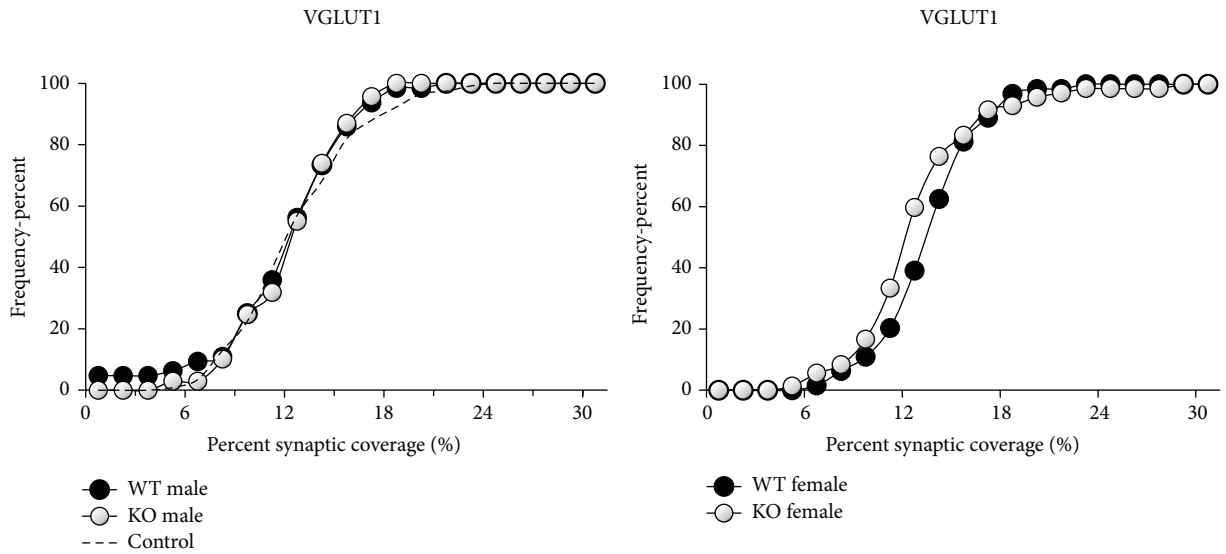 VGLUT1
100
80
60
40
20
0
Frequency-percent
0 6 12 18 24 30
Percent synaptic coverage (%)
WT male
KO male
Control
VGLUT1
100
80
60
40
20
0
Frequency-percent
0 6 12 18 24 30
Percent synaptic coverage (%)
WT female
KO female